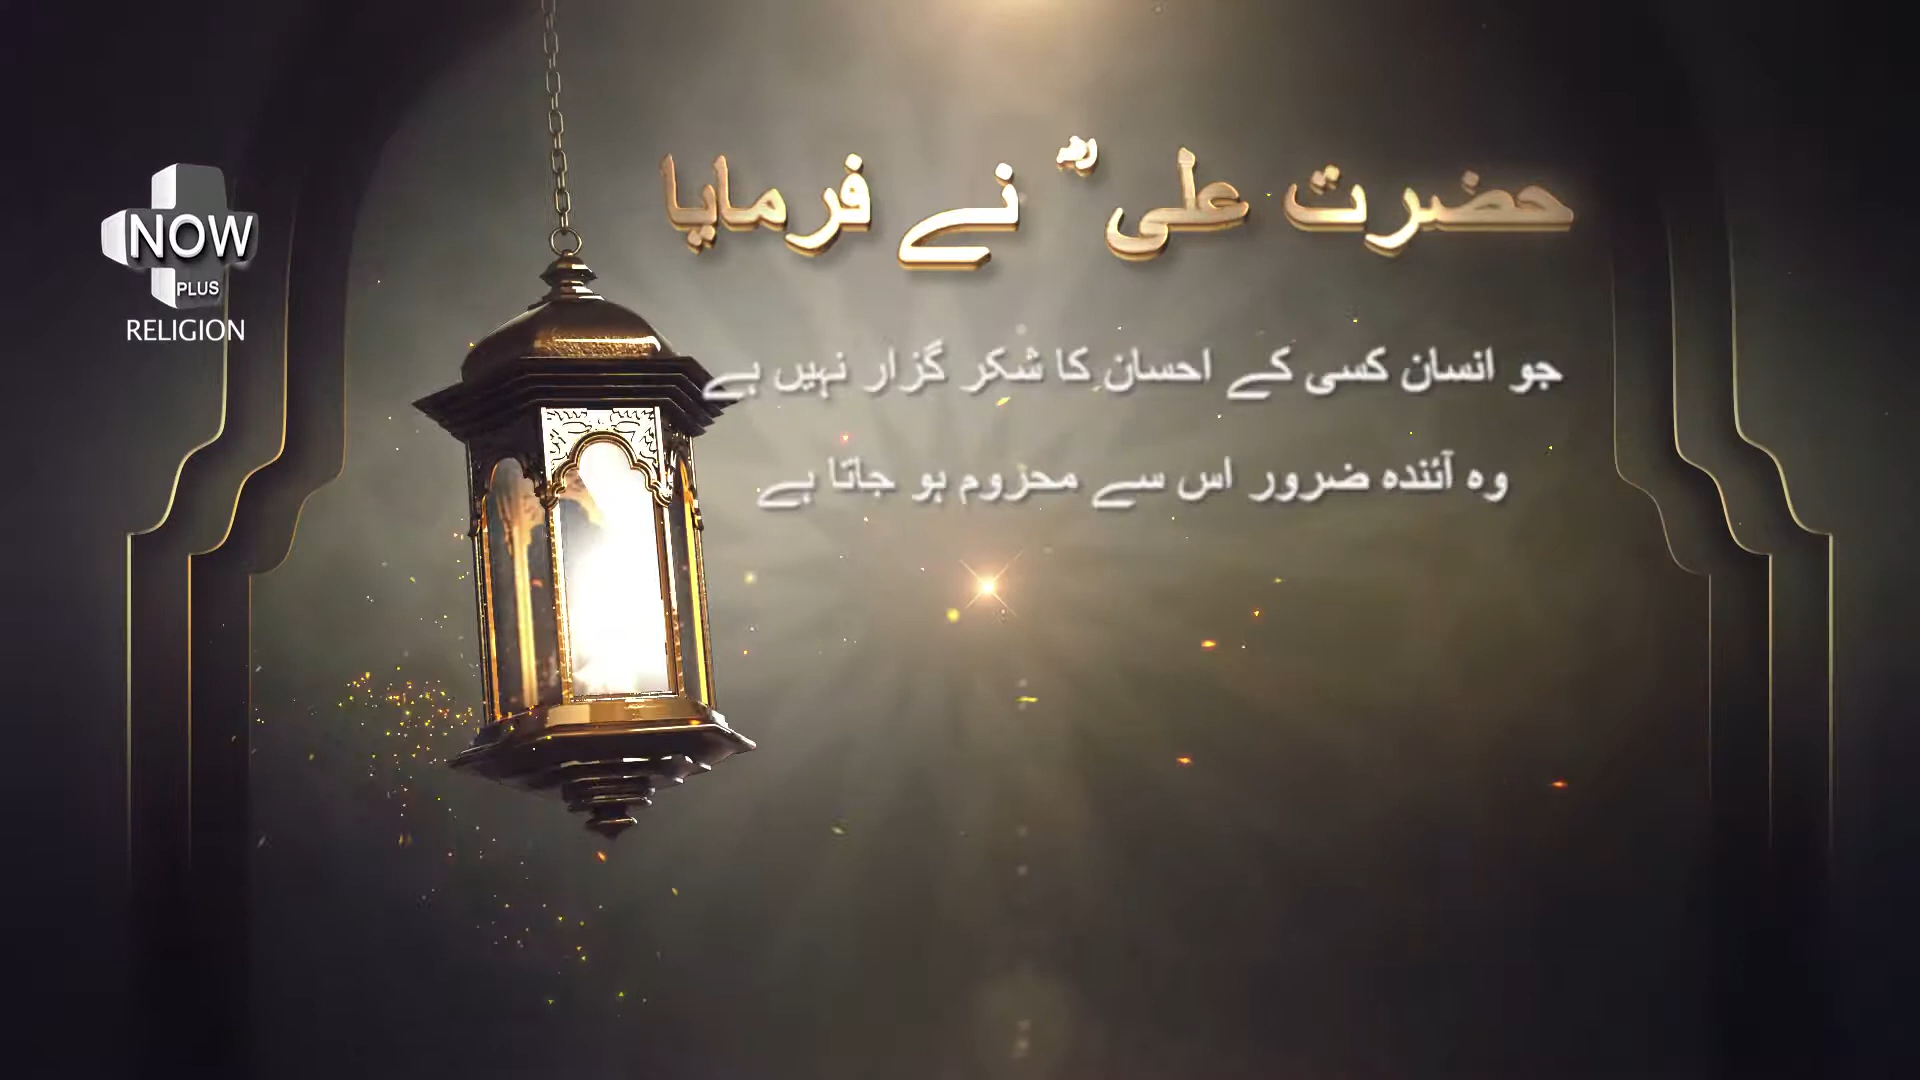 NOW
PLUS
RELIGION
حضرت علیؓ نے فرمایا
جو انسان کسی کے احسان کا شکر گزار نہیں ہے
وہ آئندہ ضرور اس سے محروم ہو جاتا ہے